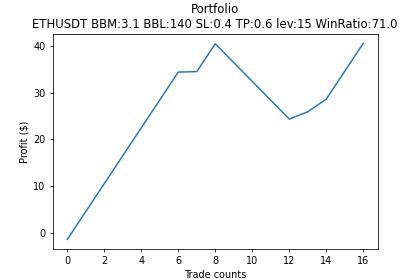 Portfolio
ETHUSDT BBM:3.1 BBL:140 SL:0.4 TP:0.6 lev:15 WinRatio:71.0
40
30
20
10
0
Profit ($)
0 2 4 6 8 10 12 14 16
Trade counts